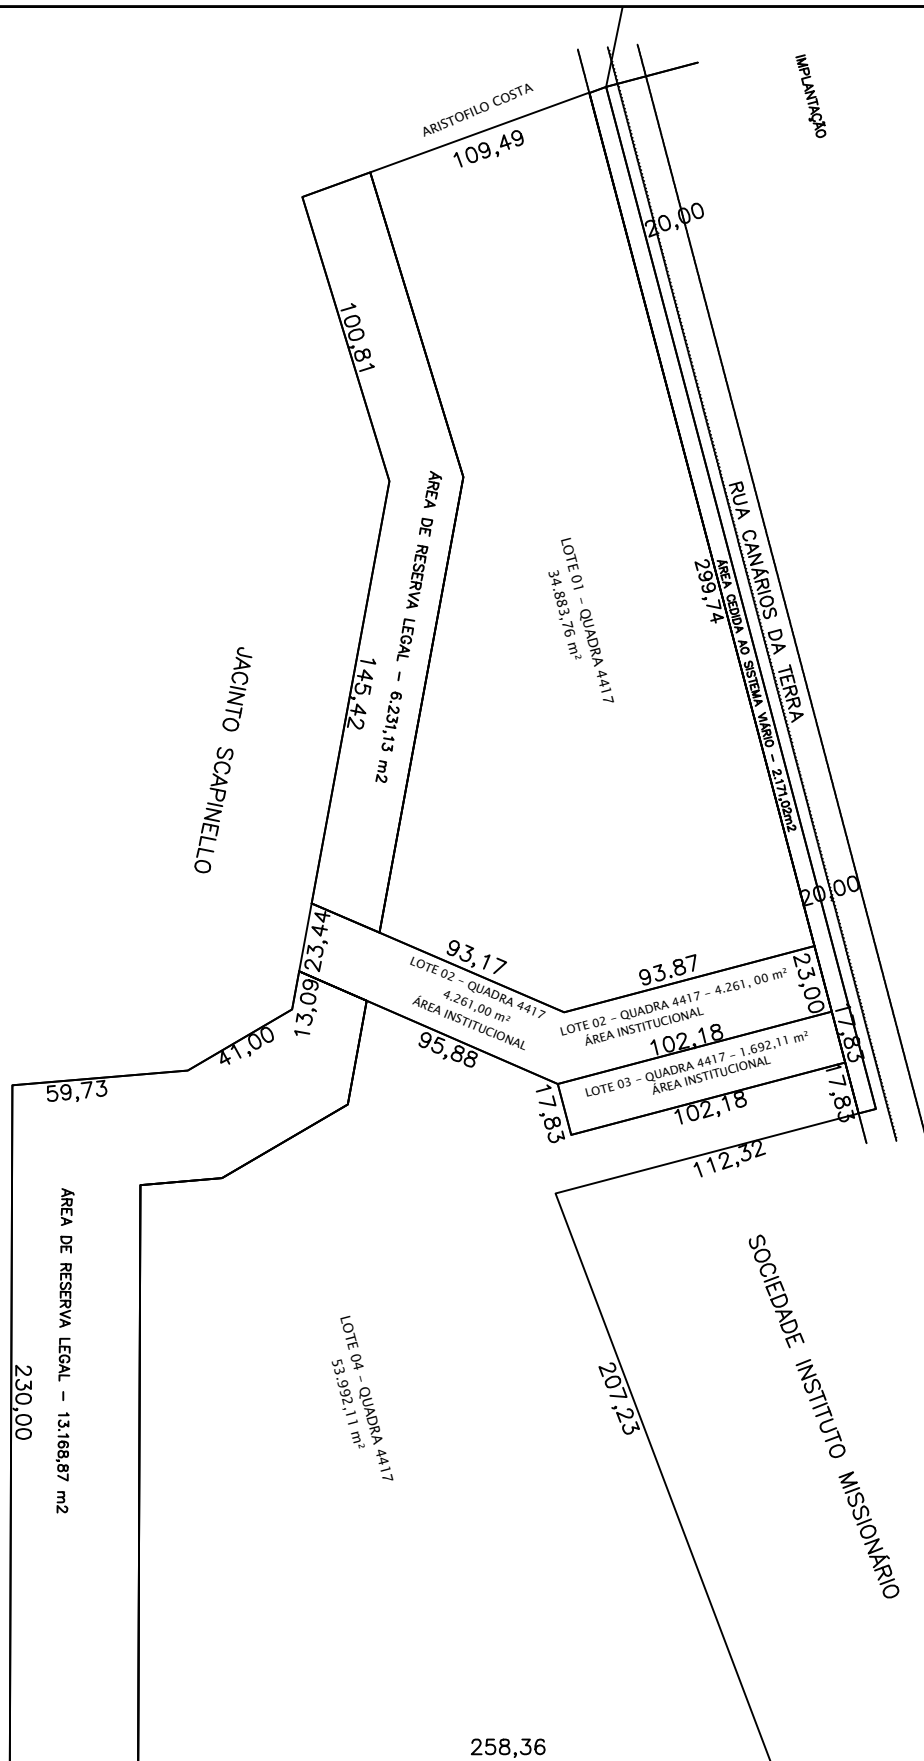 IMPLANTAÇÃO
ARISTOFILO COSTA
109,49
20,00
100,81
RUA CANÁRIOS DA TERRA
ÁREA CEDIDA AO SISTEMA VIÁRIO - 2.171,02m2
299,74
LOTE 01 - QUADRA 4417
34.883,76 m²
ÁREA DE RESERVA LEGAL - 6.231,13 m2
145,42
JACINTO SCAPINELLO
20,00
23,44
93,17
LOTE 02 - QUADRA 4417
4.261,00 m²
ÁREA INSTITUCIONAL
93.87
23,00
LOTE 02 - QUADRA 4417 - 4.261, 00 m²
ÁREA INSTITUCIONAL
102,18
17,83
13,09
41,00
95,88
59,73
17,83
LOTE 03 - QUADRA 4417 - 1.692,11 m²
ÁREA INSTITUCIONAL
102,18
17,83
112,32
ÁREA DE RESERVA LEGAL - 13.168,87 m2
230,00
LOTE 04 - QUADRA 4417
53.992,11 m²
207,23
SOCIEDADE INSTITUTO MISSIONÁRIO
258,36